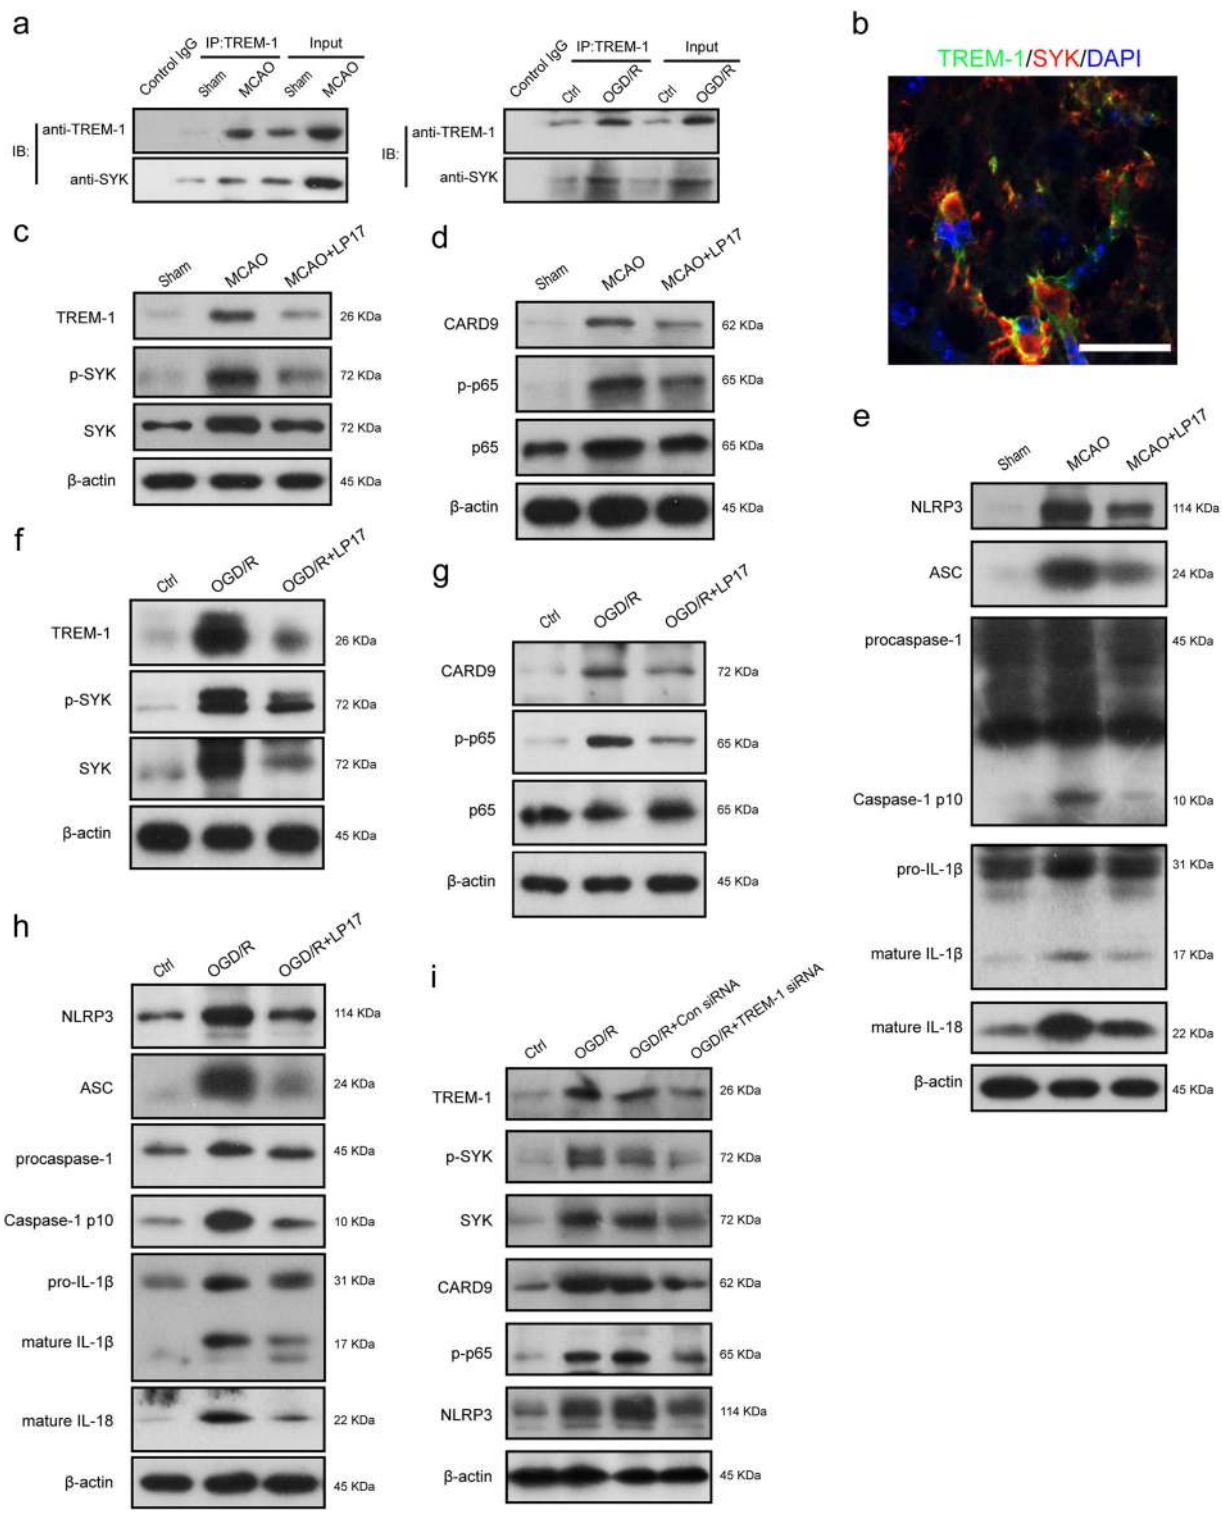 a
Control IgG
IP:TREM-1
Input
Sham
MCAO
Sham
MCAO
IB:
anti-TREM-1
anti-SYK
Control IgG
IP:TREM-1
Input
Ctrl
OGD/R
Ctrl
OGD/R
IB:
anti-TREM-1
anti-SYK
b
TREM-1/SYK/DAPI
c
Sham
MCAO
MCAO+LP17
TREM-1 26 KDa
p-SYK 72 KDa
SYK 72 KDa
β-actin 45 KDa
d
Sham
MCAO
MCAO+LP17
CARD9 62 KDa
p-p65 65 KDa
p65 65 KDa
β-actin 45 KDa
e
Sham
MCAO
MCAO+LP17
NLRP3 114 KDa
ASC 24 KDa
procaspase-1 45 KDa
Caspase-1 p10 10 KDa
pro-IL-1β 31 KDa
mature IL-1β 17 KDa
mature IL-18 22 KDa
β-actin 45 KDa
f
Ctrl
OGD/R
OGD/R+LP17
TREM-1 26 KDa
p-SYK 72 KDa
SYK 72 KDa
β-actin 45 KDa
g
Ctrl
OGD/R
OGD/R+LP17
CARD9 72 KDa
p-p65 65 KDa
p65 65 KDa
β-actin 45 KDa
h
Ctrl
OGD/R
OGD/R+LP17
NLRP3 114 KDa
ASC 24 KDa
procaspase-1 45 KDa
Caspase-1 p10 10 KDa
pro-IL-1β 31 KDa
mature IL-1β 17 KDa
mature IL-18 22 KDa
β-actin 45 KDa
i
Ctrl
OGD/R
OGD/R+Con siRNA
OGD/R+TREM-1 siRNA
TREM-1 26 KDa
p-SYK 72 KDa
SYK 72 KDa
CARD9 62 KDa
p-p65 65 KDa
NLRP3 114 KDa
β-actin 45 KDa